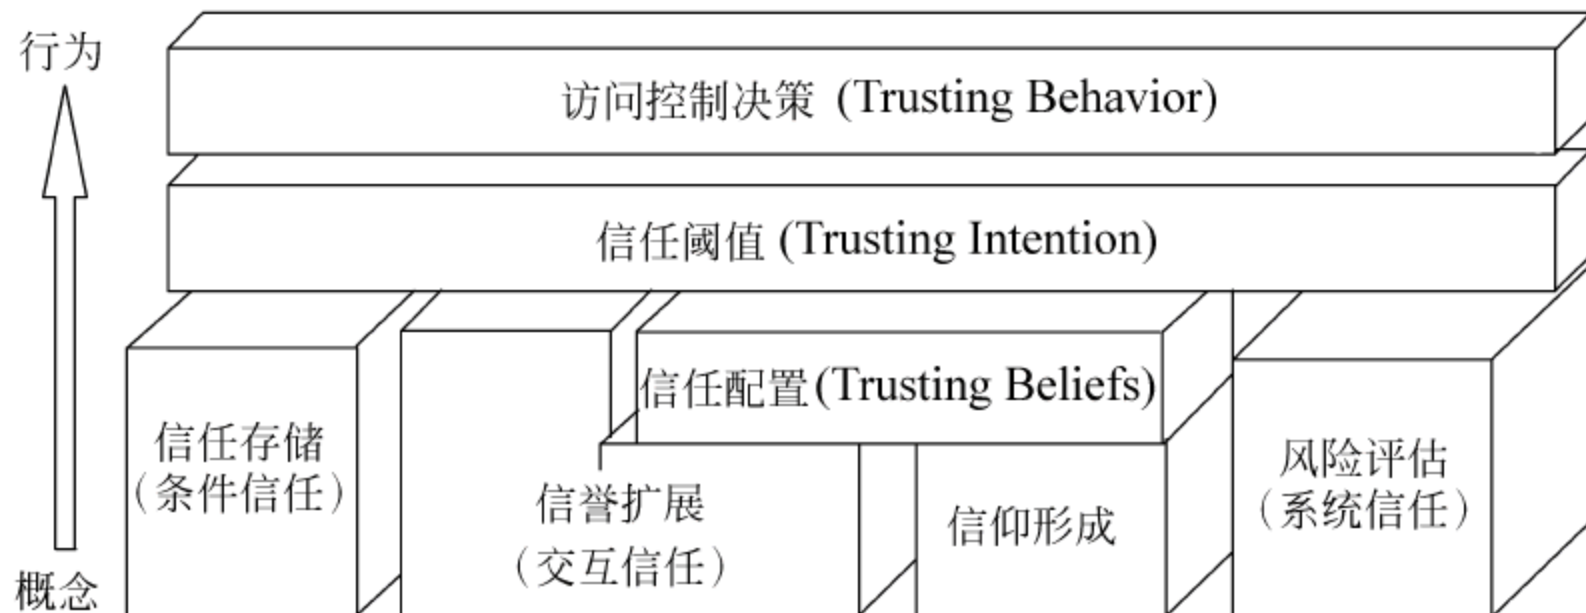 行为
访问控制决策 (Trusting Behavior)
信任阈值 (Trusting Intention)
信任配置(Trusting Beliefs)
信任存储
（条件信任）
信誉扩展
（交互信任）
信仰形成
风险评估
（系统信任）
概念